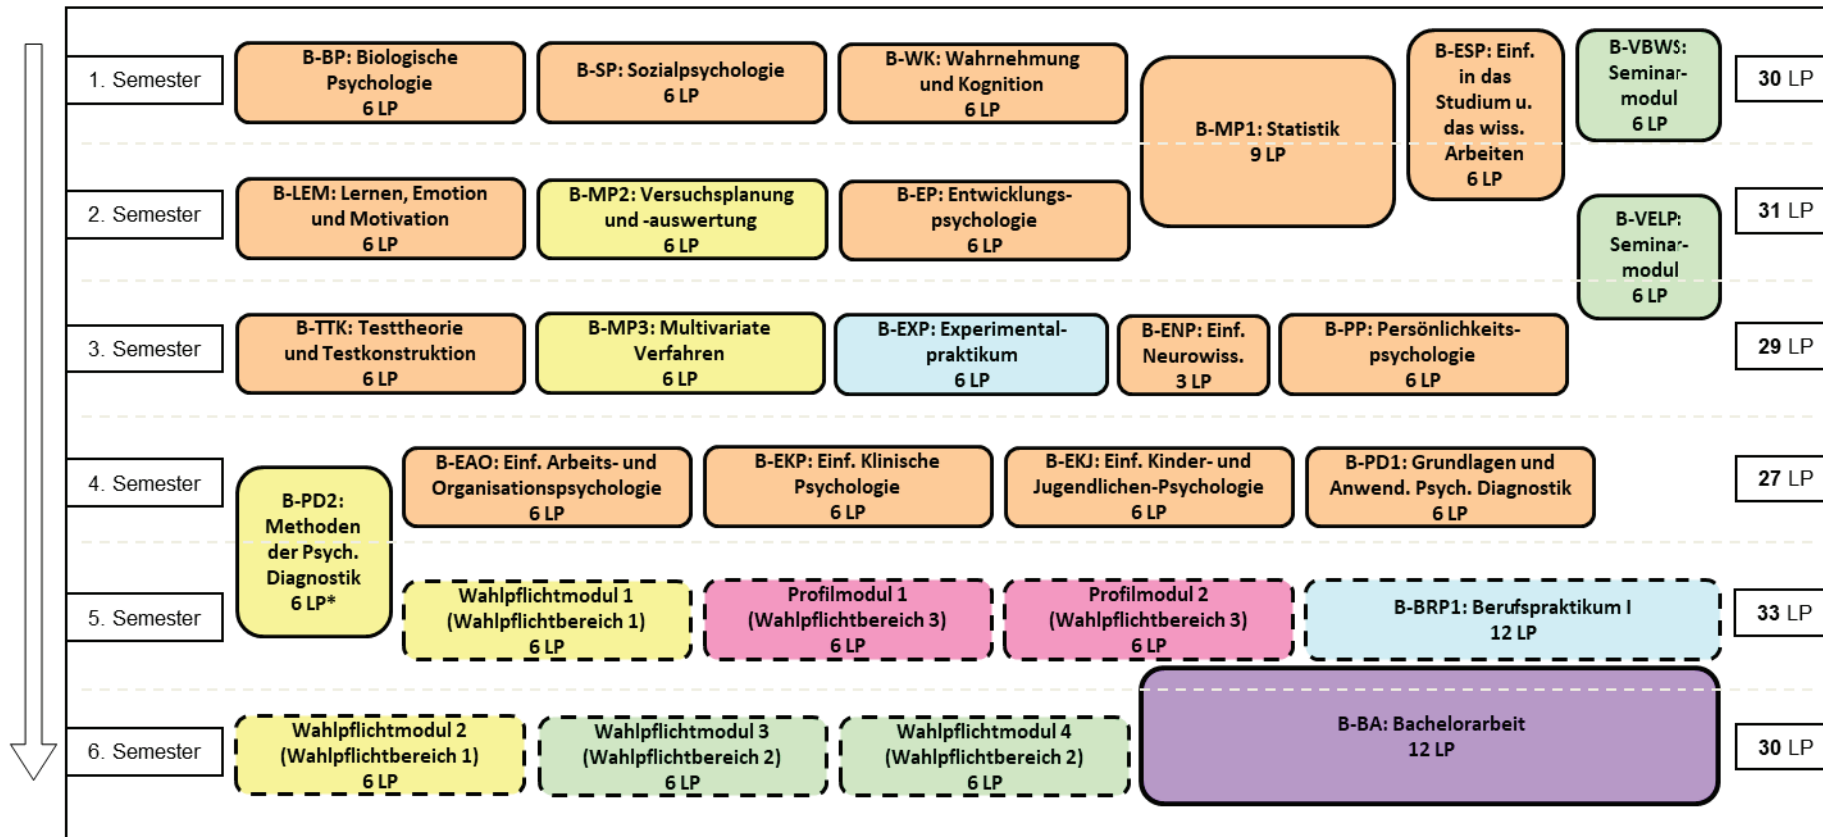 1. Semester
B-BP: Biologische
Psychologie
6 LP
B-SP: Sozialpsychologie
6 LP
B-WK: Wahrnehmung
und Kognition
6 LP
B-MP1: Statistik
9 LP
B-ESP: Einf.
in das
Studium u.
das wiss.
Arbeiten
6 LP
B-VBWS:
Seminar-
modul
6 LP
30 LP
2. Semester
B-LEM: Lernen, Emotion
und Motivation
6 LP
B-MP2: Versuchsplanung
und -auswertung
6 LP
B-EP: Entwicklungs-
psychologie
6 LP
B-VELP:
Seminar-
modul
6 LP
31 LP
3. Semester
B-TTK: Testtheorie
und Testkonstruktion
6 LP
B-MP3: Multivariate
Verfahren
6 LP
B-EXP: Experimental-
praktikum
6 LP
B-ENP: Einf.
Neurowiss.
3 LP
B-PP: Persönlichkeits-
psychologie
6 LP
29 LP
4. Semester
B-PD2:
Methoden
der Psych.
Diagnostik
6 LP*
B-EAO: Einf. Arbeits- und
Organisationspsychologie
6 LP
B-EKP: Einf. Klinische
Psychologie
6 LP
B-EKJ: Einf. Kinder- und
Jugendlichen-Psychologie
6 LP
B-PD1: Grundlagen und
Anwend. Psych. Diagnostik
6 LP
27 LP
5. Semester
Wahlpflichtmodul 1
(Wahlpflichtbereich 1)
6 LP
Profilmodul 1
(Wahlpflichtbereich 3)
6 LP
Profilmodul 2
(Wahlpflichtbereich 3)
6 LP
B-BRP1: Berufspraktikum I
12 LP
33 LP
6. Semester
Wahlpflichtmodul 2
(Wahlpflichtbereich 1)
6 LP
Wahlpflichtmodul 3
(Wahlpflichtbereich 2)
6 LP
Wahlpflichtmodul 4
(Wahlpflichtbereich 2)
6 LP
B-BA: Bachelorarbeit
12 LP
30 LP